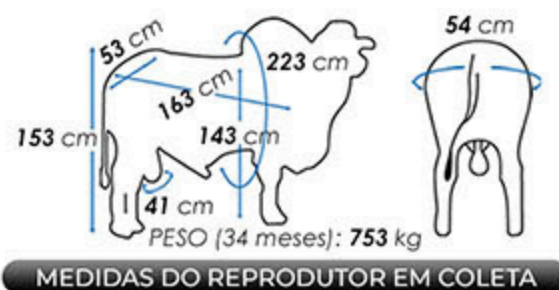 54 cm
53 cm
223 cm
163 cm
153 cm
143 cm
41 cm
PESO (34 meses): 753 kg
MEDIDAS DO REPRODUTOR EM COLETA